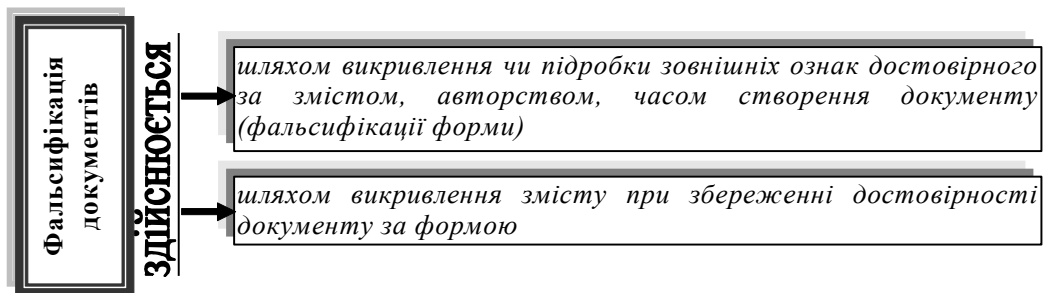 Фальсифікація
документів
здійснюється
шляхом викривлення чи підробки зовнішніх ознак достовірного
за змістом, авторством, часом створення документу
(фальсифікації форми)
шляхом викривлення змісту при збереженні достовірності
документу за формою